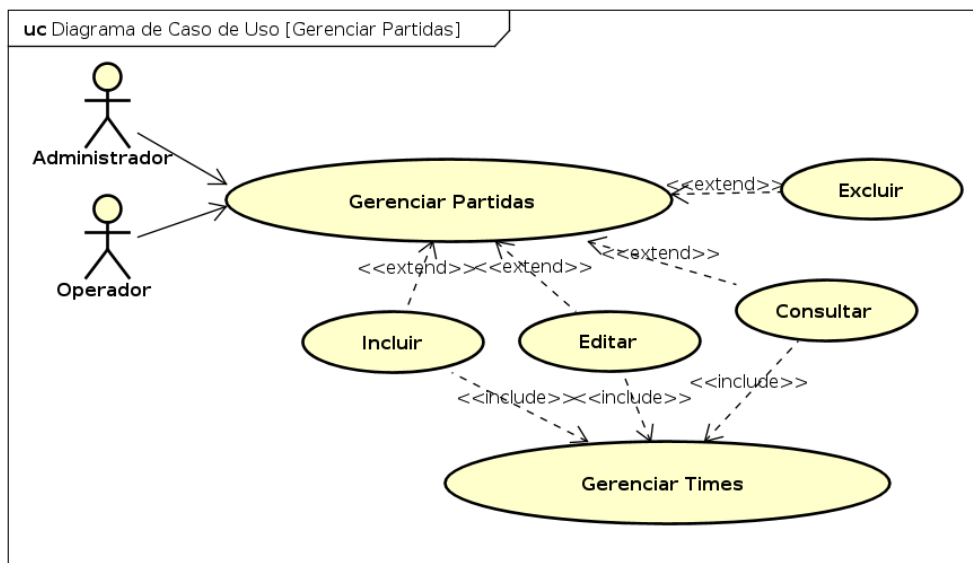 uc Diagrama de Caso de Uso [Gerenciar Partidas]
Administrador
Gerenciar Partidas
<<extend>>
Excluir
Operador
<<extend>>
<<extend>>
<<extend>>
Consultar
Incluir
Editar
<<include>>
<<include>>
<<include>>
Gerenciar Times